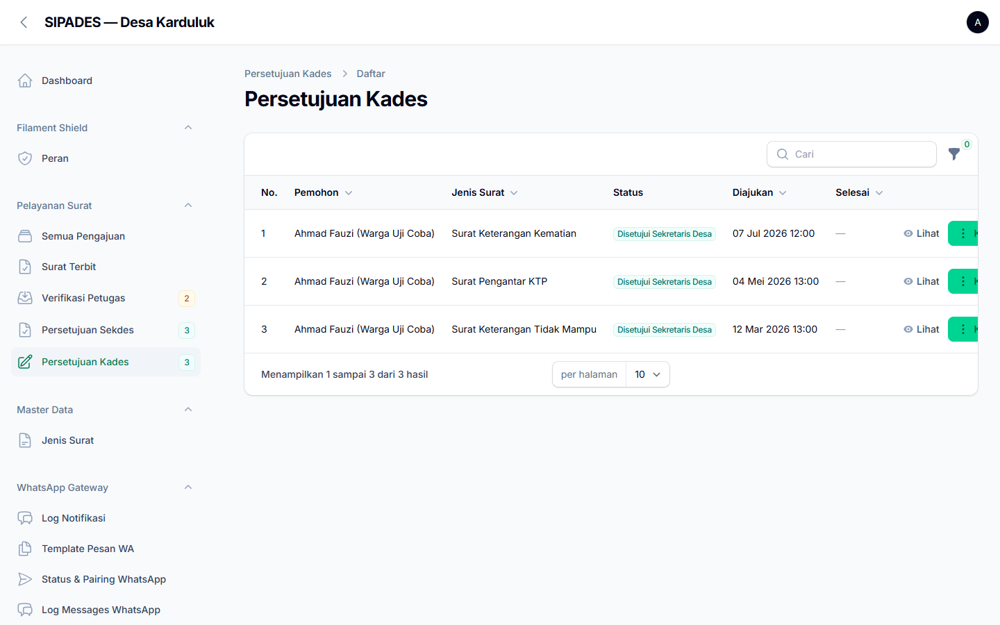 SIPADES — Desa Karduluk
A
Dashboard
Filament Shield
Peran
Pelayanan Surat
Semua Pengajuan
Surat Terbit
Verifikasi Petugas 2
Persetujuan Sekdes 3
Persetujuan Kades 3
Master Data
Jenis Surat
WhatsApp Gateway
Log Notifikasi
Template Pesan WA
Status & Pairing WhatsApp
Log Messages WhatsApp
Persetujuan Kades > Daftar
Persetujuan Kades
Cari
0
No. Pemohon Jenis Surat Status Diajukan Selesai
1 Ahmad Fauzi (Warga Uji Coba) Surat Keterangan Kematian Disetujui Sekretaris Desa 07 Jul 2026 12:00 — Lihat
2 Ahmad Fauzi (Warga Uji Coba) Surat Pengantar KTP Disetujui Sekretaris Desa 04 Mei 2026 13:00 — Lihat
3 Ahmad Fauzi (Warga Uji Coba) Surat Keterangan Tidak Mampu Disetujui Sekretaris Desa 12 Mar 2026 13:00 — Lihat
Menampilkan 1 sampai 3 dari 3 hasil
per halaman 10